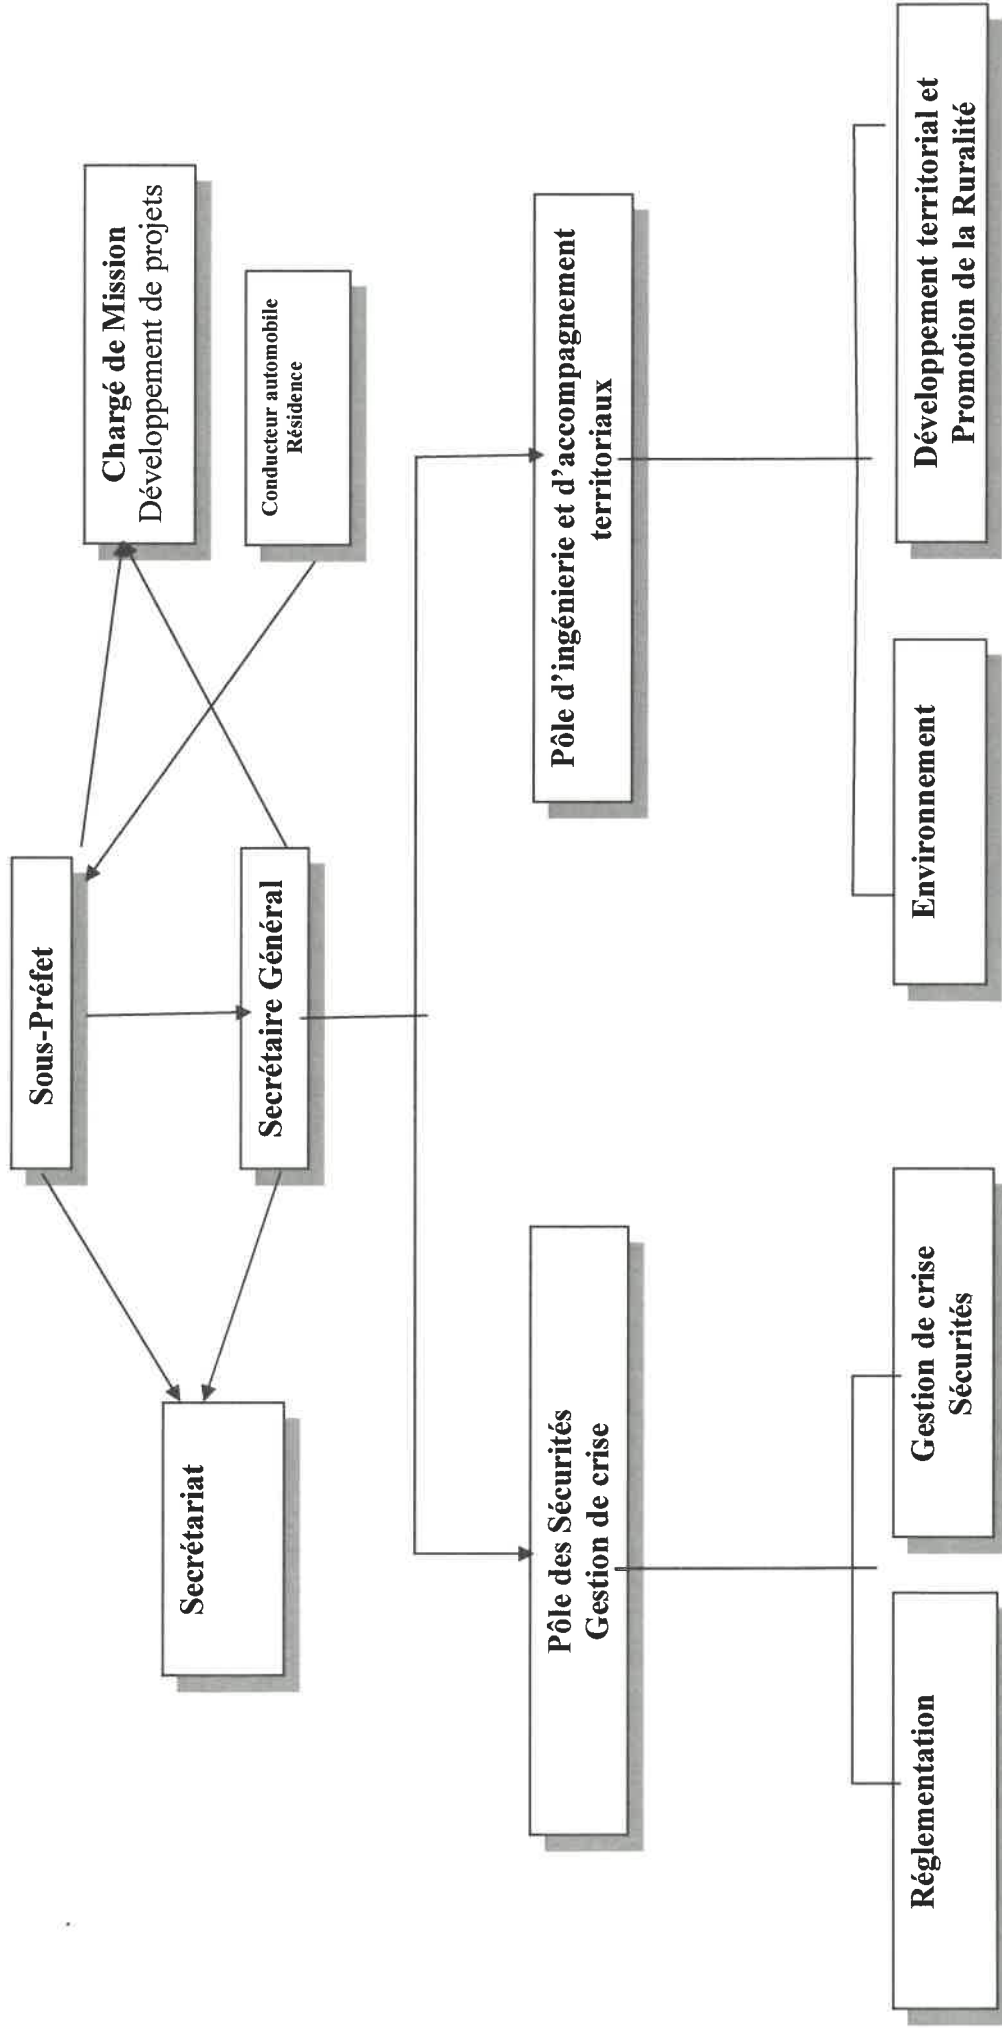 Sous-Préfet
Chargé de Mission
Développement de projets
Secrétariat
Secrétaire Général
Conducteur automobile
Résidence
Pôle des Sécurités
Gestion de crise
Pôle d'ingénierie et d'accompagnement
territoriaux
Réglementation
Gestion de crise
Sécurités
Environnement
Développement territorial et
Promotion de la Ruralité